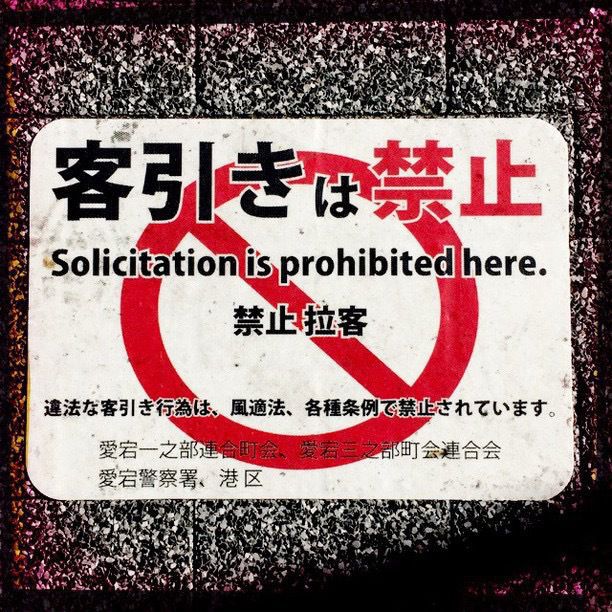 客引きは禁止
Solicitation is prohibited here.
禁止拉客
違法な客引き行為は、風適法、各種条例で禁止されています。
愛宕一之部連合町会、愛宕三之部町会連合会
愛宕警察署、港区